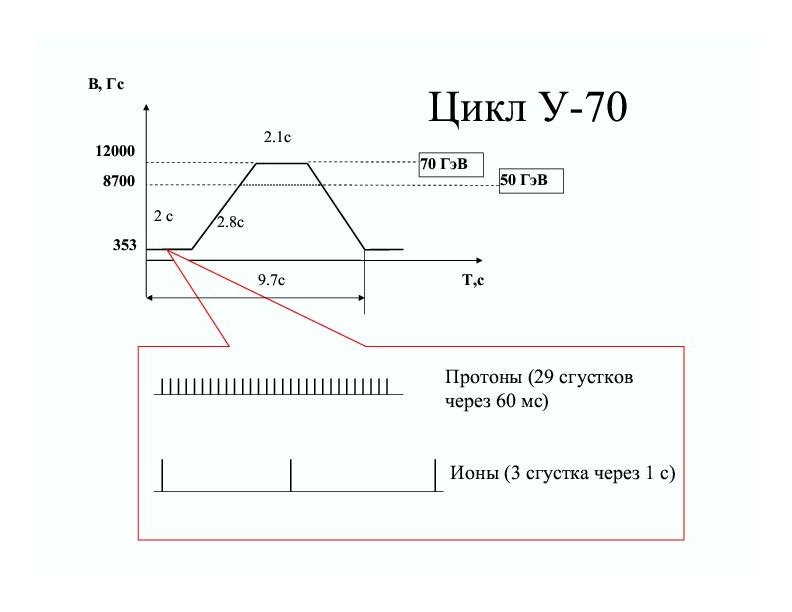 В, Гс
Цикл У-70
2.1с
12000
70 ГэВ
8700
50 ГэВ
2 с
2.8с
353
9.7с
Т,с
Протоны (29 сгустков
через 60 мс)
Ионы (3 сгустка через 1 с)